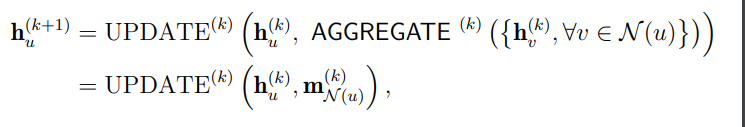 h_u^{(k+1)} = UPDATE^{(k)} ( h_u^{(k)}, AGGREGATE ^{(k)} ({h_v^{(k)}, ∀v ∈ 𝒩(u)}))
= UPDATE^{(k)} ( h_u^{(k)}, m_{𝒩(u)}^{(k)} ) ,